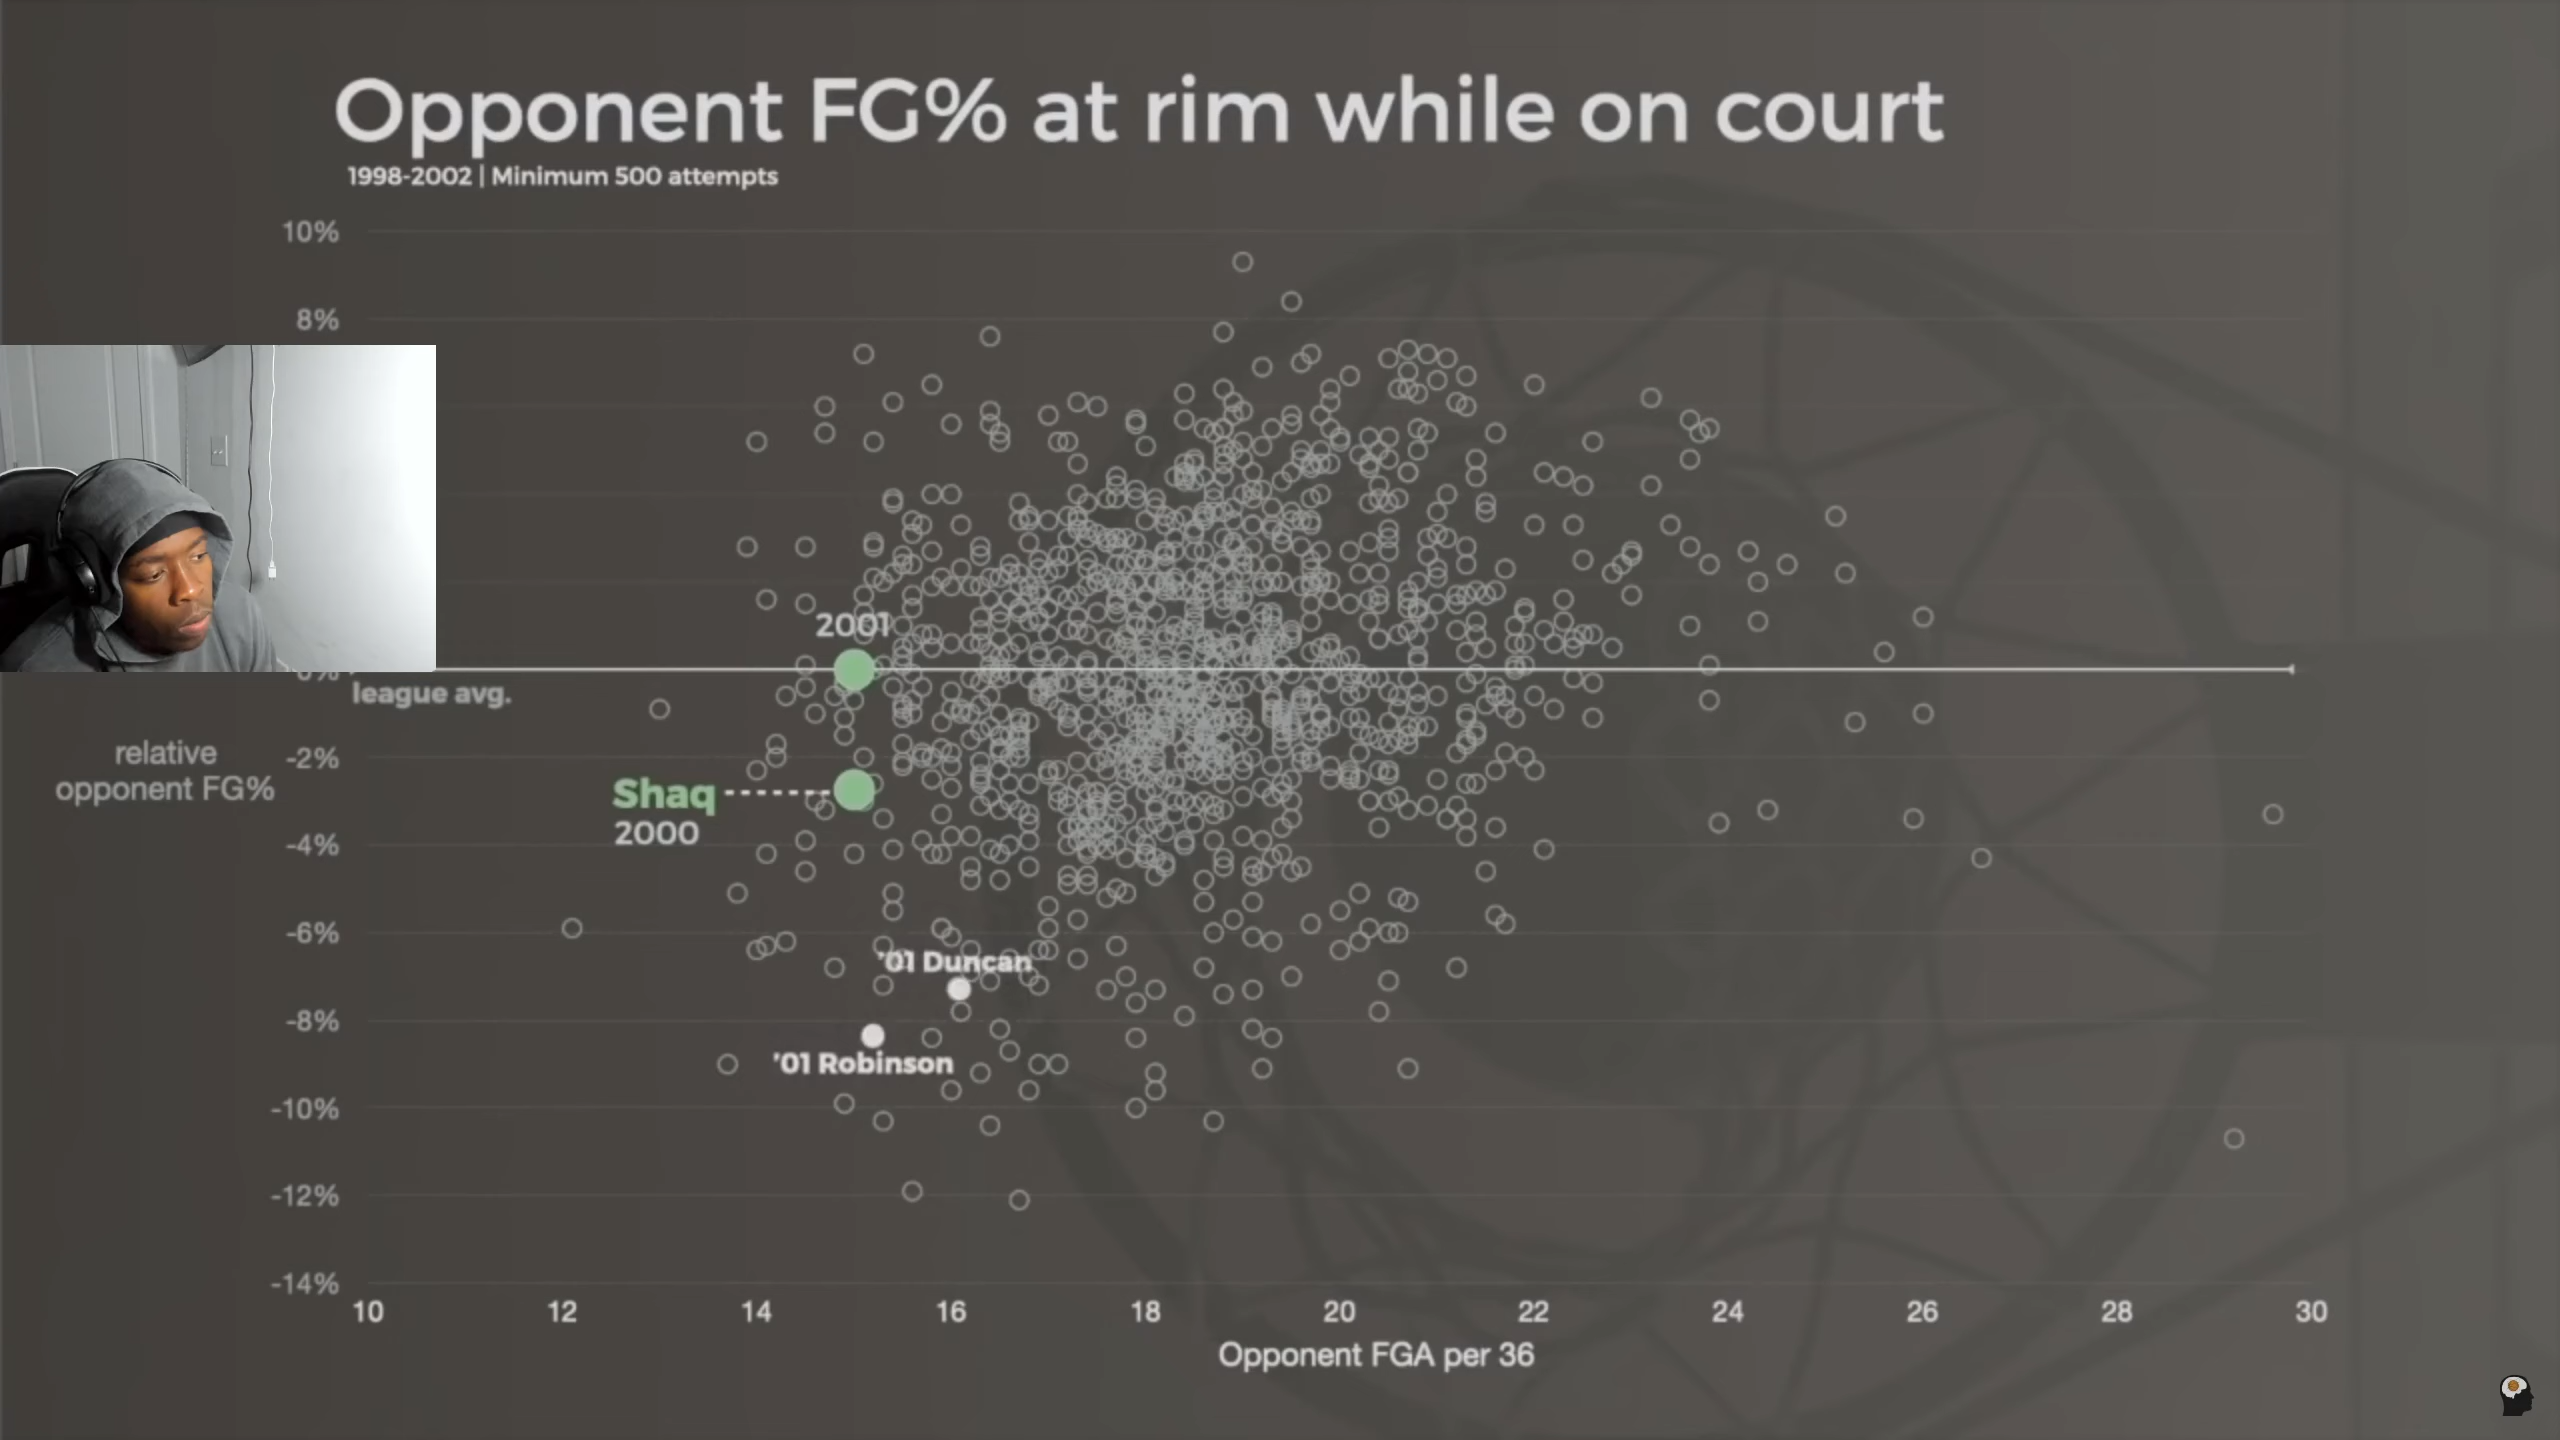 Opponent FG% at rim while on court
1998-2002 | Minimum 500 attempts
10%
8%
2001
0%
league avg.
relative
opponent FG%
-2%
Shaq
2000
-4%
-6%
'01 Duncan
-8%
'01 Robinson
-10%
-12%
-14%
10 12 14 16 18 20 22 24 26 28 30
Opponent FGA per 36